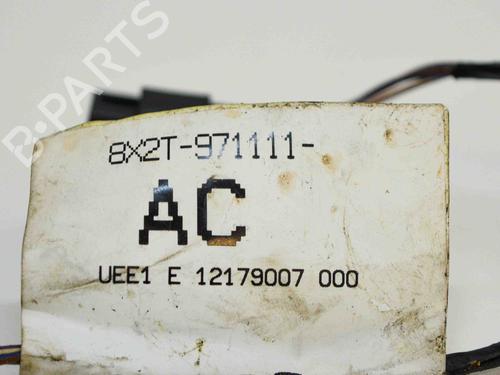 B-PARTS
8X2T-971111-
AC
UEE1 E 12179007 000